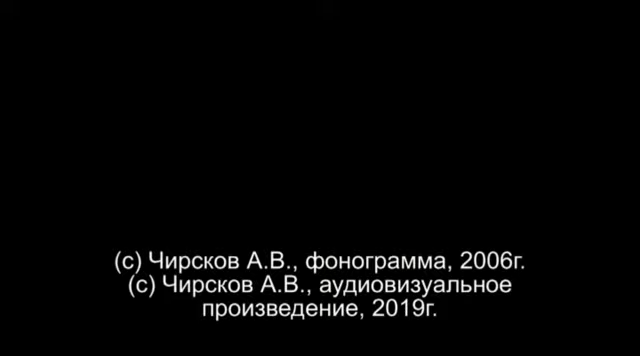 (с) Чирсков А.В., фонограмма, 2006г.
(с) Чирсков А.В., аудиовизуальное
произведение, 2019г.